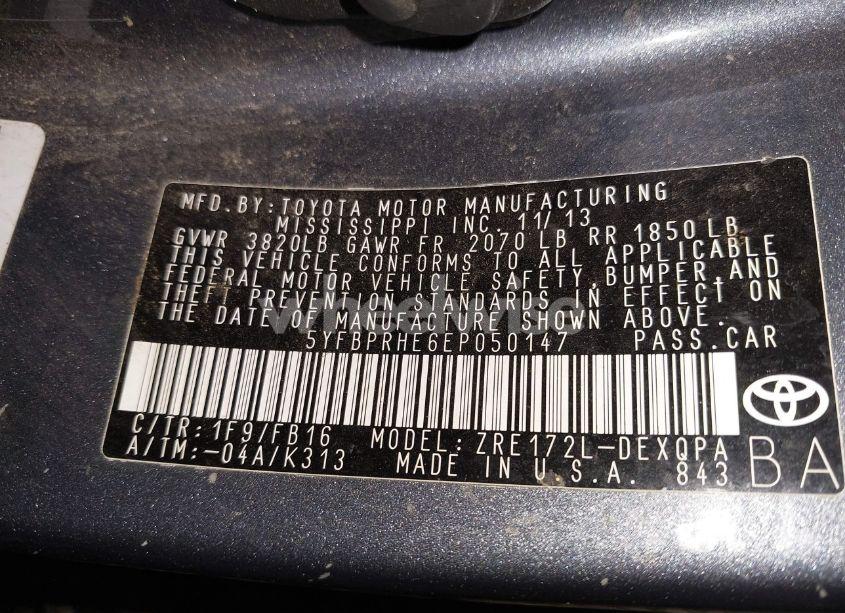 MFD.BY:TOYOTA MOTOR MANUFACTURING
MISSISSIPPI INC. 11/13
GVWR 3820LB GAWR FR 2070 LB RR 1850 LB
THIS VEHICLE CONFORMS TO ALL APPLICABLE
FEDERAL MOTOR VEHICLE SAFETY,BUMPER,AND
THEFT PREVENTION STANDARDS IN EFFECT ON
THE DATE OF MANUFACTURE SHOWN ABOVE.
5YFBPRHE6EP050147 PASS.CAR
C/TR:1F9/FB16 MODEL:ZRE172L-DEXQPA
A/TM:-04A/K313 MADE IN U.S.A. 843
BA